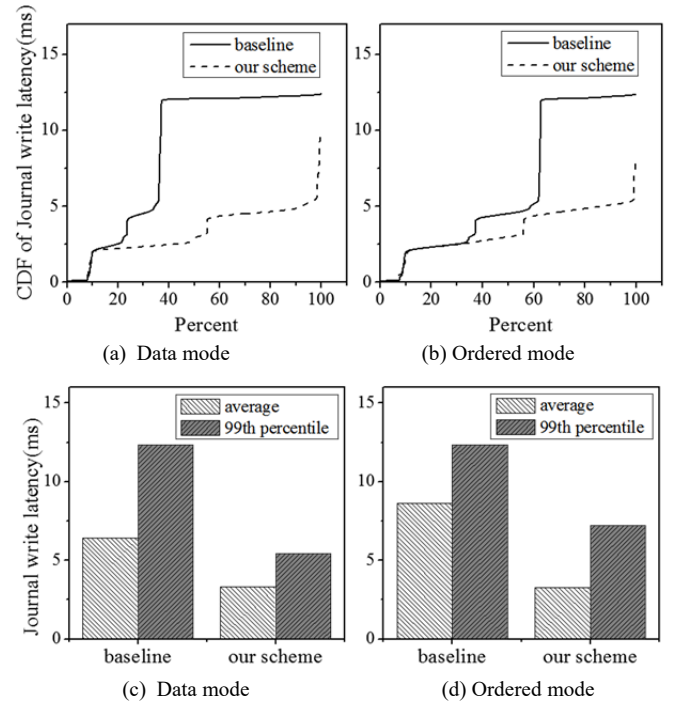 CDF of Journal write latency(ms)
15
10
5
0
baseline
our scheme
0 20 40 60 80 100
Percent
(a) Data mode
15
10
5
0
baseline
our scheme
0 20 40 60 80 100
Percent
(b) Ordered mode
Journal write latency(ms)
15
10
5
0
average
99th percentile
baseline our scheme
(c) Data mode
15
10
5
0
average
99th percentile
baseline our scheme
(d) Ordered mode